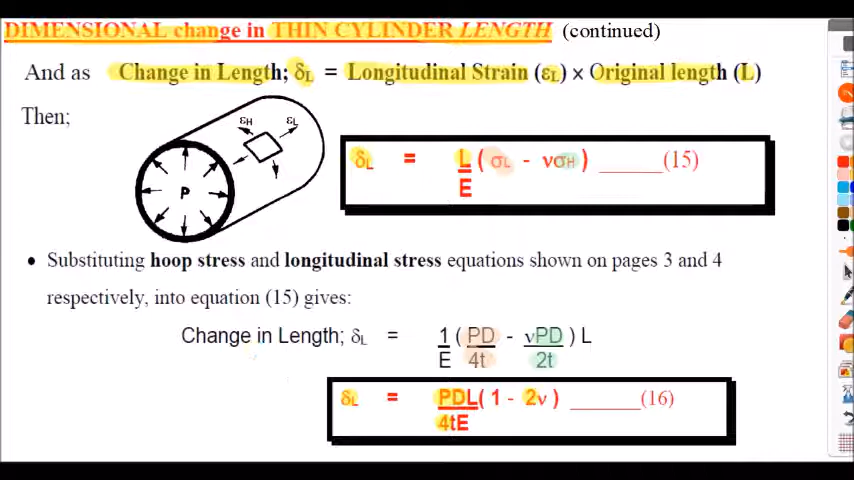 DIMENSIONAL change in THIN CYLINDER LENGTH (continued)
And as Change in Length; δL = Longitudinal Strain (εL) × Original length (L)
Then;
εH εL
P
δL = L ( σL - νσH ) ______(15)
E
• Substituting hoop stress and longitudinal stress equations shown on pages 3 and 4
respectively, into equation (15) gives:
Change in Length; δL = 1 ( PD - νPD ) L
E 4t 2t
δL = PDL ( 1 - 2ν ) ______(16)
4tE